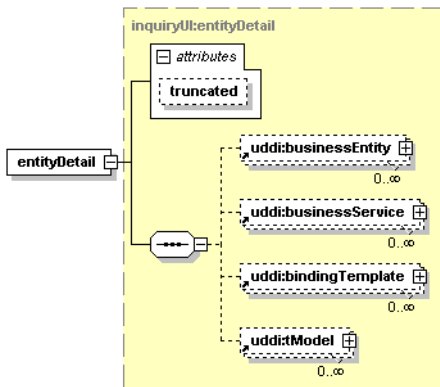 inquiryUI:entityDetail
attributes
truncated
entityDetail
uddi:businessEntity
0..∞
uddi:businessService
0..∞
uddi:bindingTemplate
0..∞
uddi:tModel
0..∞